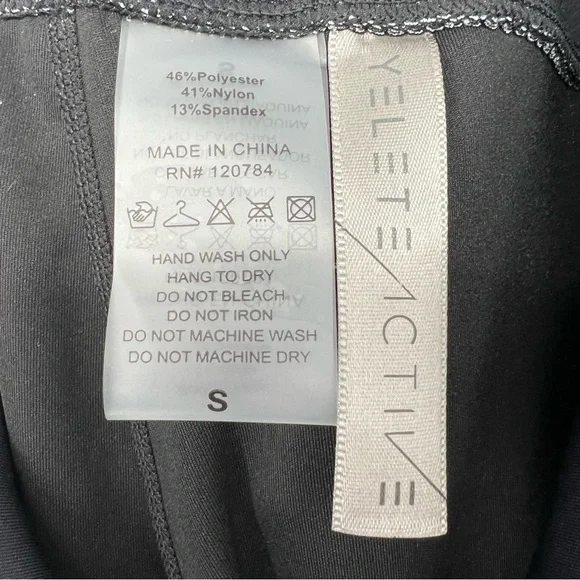 S
46%Polyester
41%Nylon
13%Spandex
MADE IN CHINA
RN# 120784
HAND WASH ONLY
HANG TO DRY
DO NOT BLEACH.
DO NOT IRON
DO NOT MACHINE WASH
DO NOT MACHINE DRY
S
YELETE ACTIVE